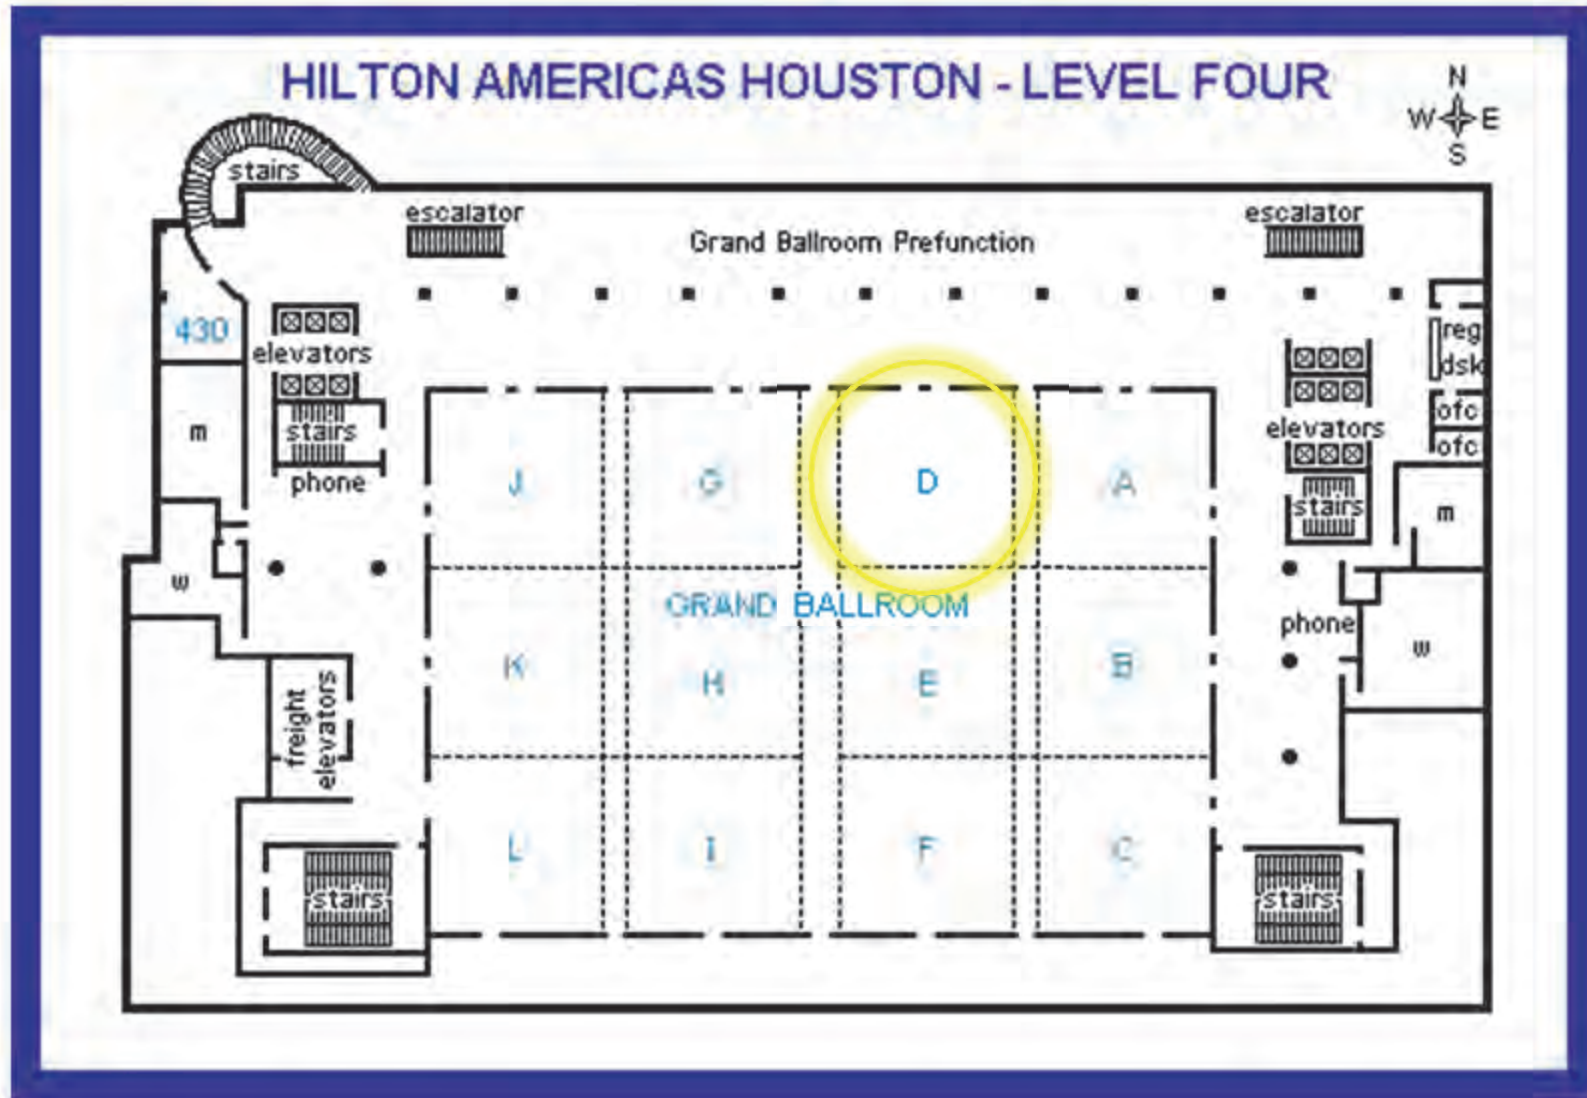 HILTON AMERICAS HOUSTON - LEVEL FOUR
N
W E
S
stairs
escalator
escalator
Grand Ballroom Prefunction
430
elevators
reg
dsk
ofc
ofc
m
stairs
phone
elevators
stairs
m
J
G
D
A
w
GRAND BALLROOM
phone
w
K
H
E
B
freight
elevators
L
I
F
C
stairs
stairs